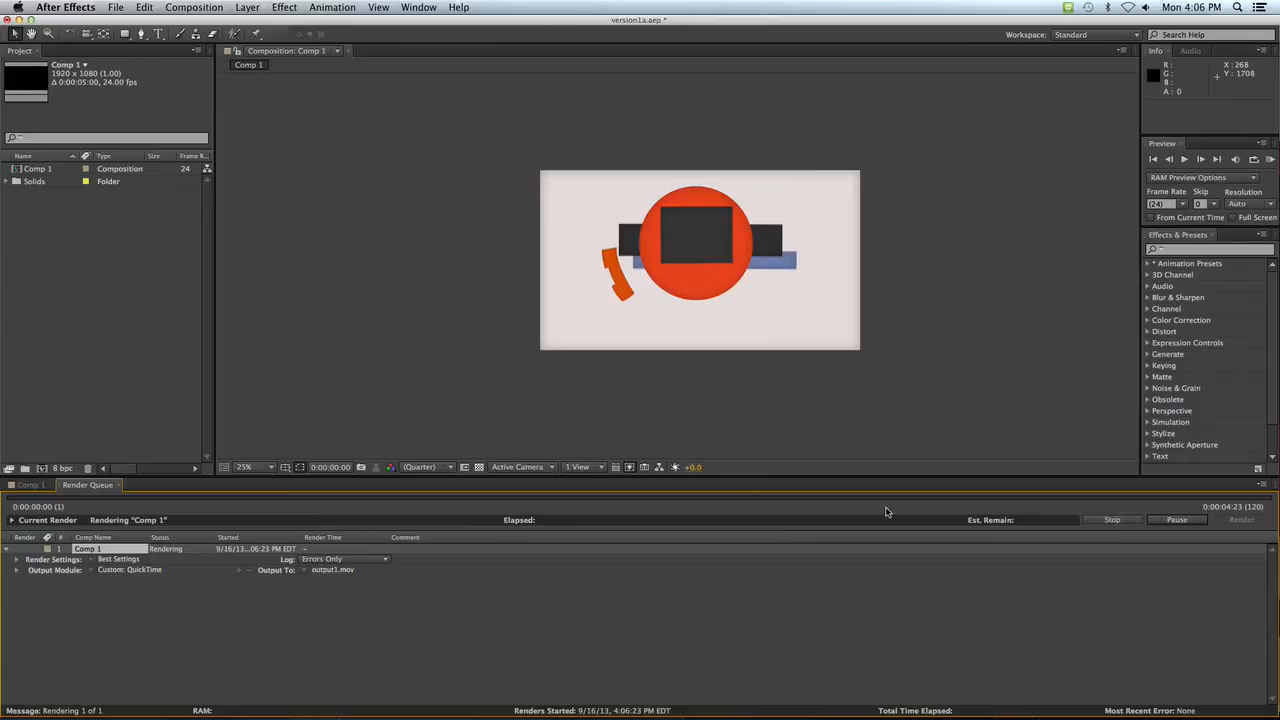 After Effects File Edit Composition Layer Effect Animation View Window Help Mon 4:06 PM
version1a.aep *
Workspace: Standard Search Help
Project Composition: Comp 1 Info Audio
Comp 1
Comp 1
1920 x 1080 (1.00)
Δ 0:00:05:00, 24.00 fps
R: X: 268
G: Y: 1708
B:
A: 0
Preview
RAM Preview Options
Frame Rate Skip Resolution
(24) 0 Auto
From Current Time Full Screen
Name Type Size Frame R...
Comp 1 Composition 24
Solids Folder
Effects & Presets
* Animation Presets
3D Channel
Audio
Blur & Sharpen
Channel
Color Correction
Distort
Expression Controls
Generate
Keying
Matte
Noise & Grain
Obsolete
Perspective
Simulation
Stylize
Synthetic Aperture
Text
8 bpc 25% 0:00:00:00 (Quarter) Active Camera 1 View +0.0
Comp 1 Render Queue
0:00:00:00 (1) 0:00:04:23 (120)
Current Render Rendering "Comp 1" Elapsed: Est. Remain: Stop Pause Render
Render # Comp Name Status Started Render Time Comment
1 Comp 1 Rendering 9/16/13...06:23 PM EDT –
Render Settings: Best Settings Log: Errors Only
Output Module: Custom: QuickTime Output To: output1.mov
Message: Rendering 1 of 1 RAM: Renders Started: 9/16/13, 4:06:23 PM EDT Total Time Elapsed: Most Recent Error: None